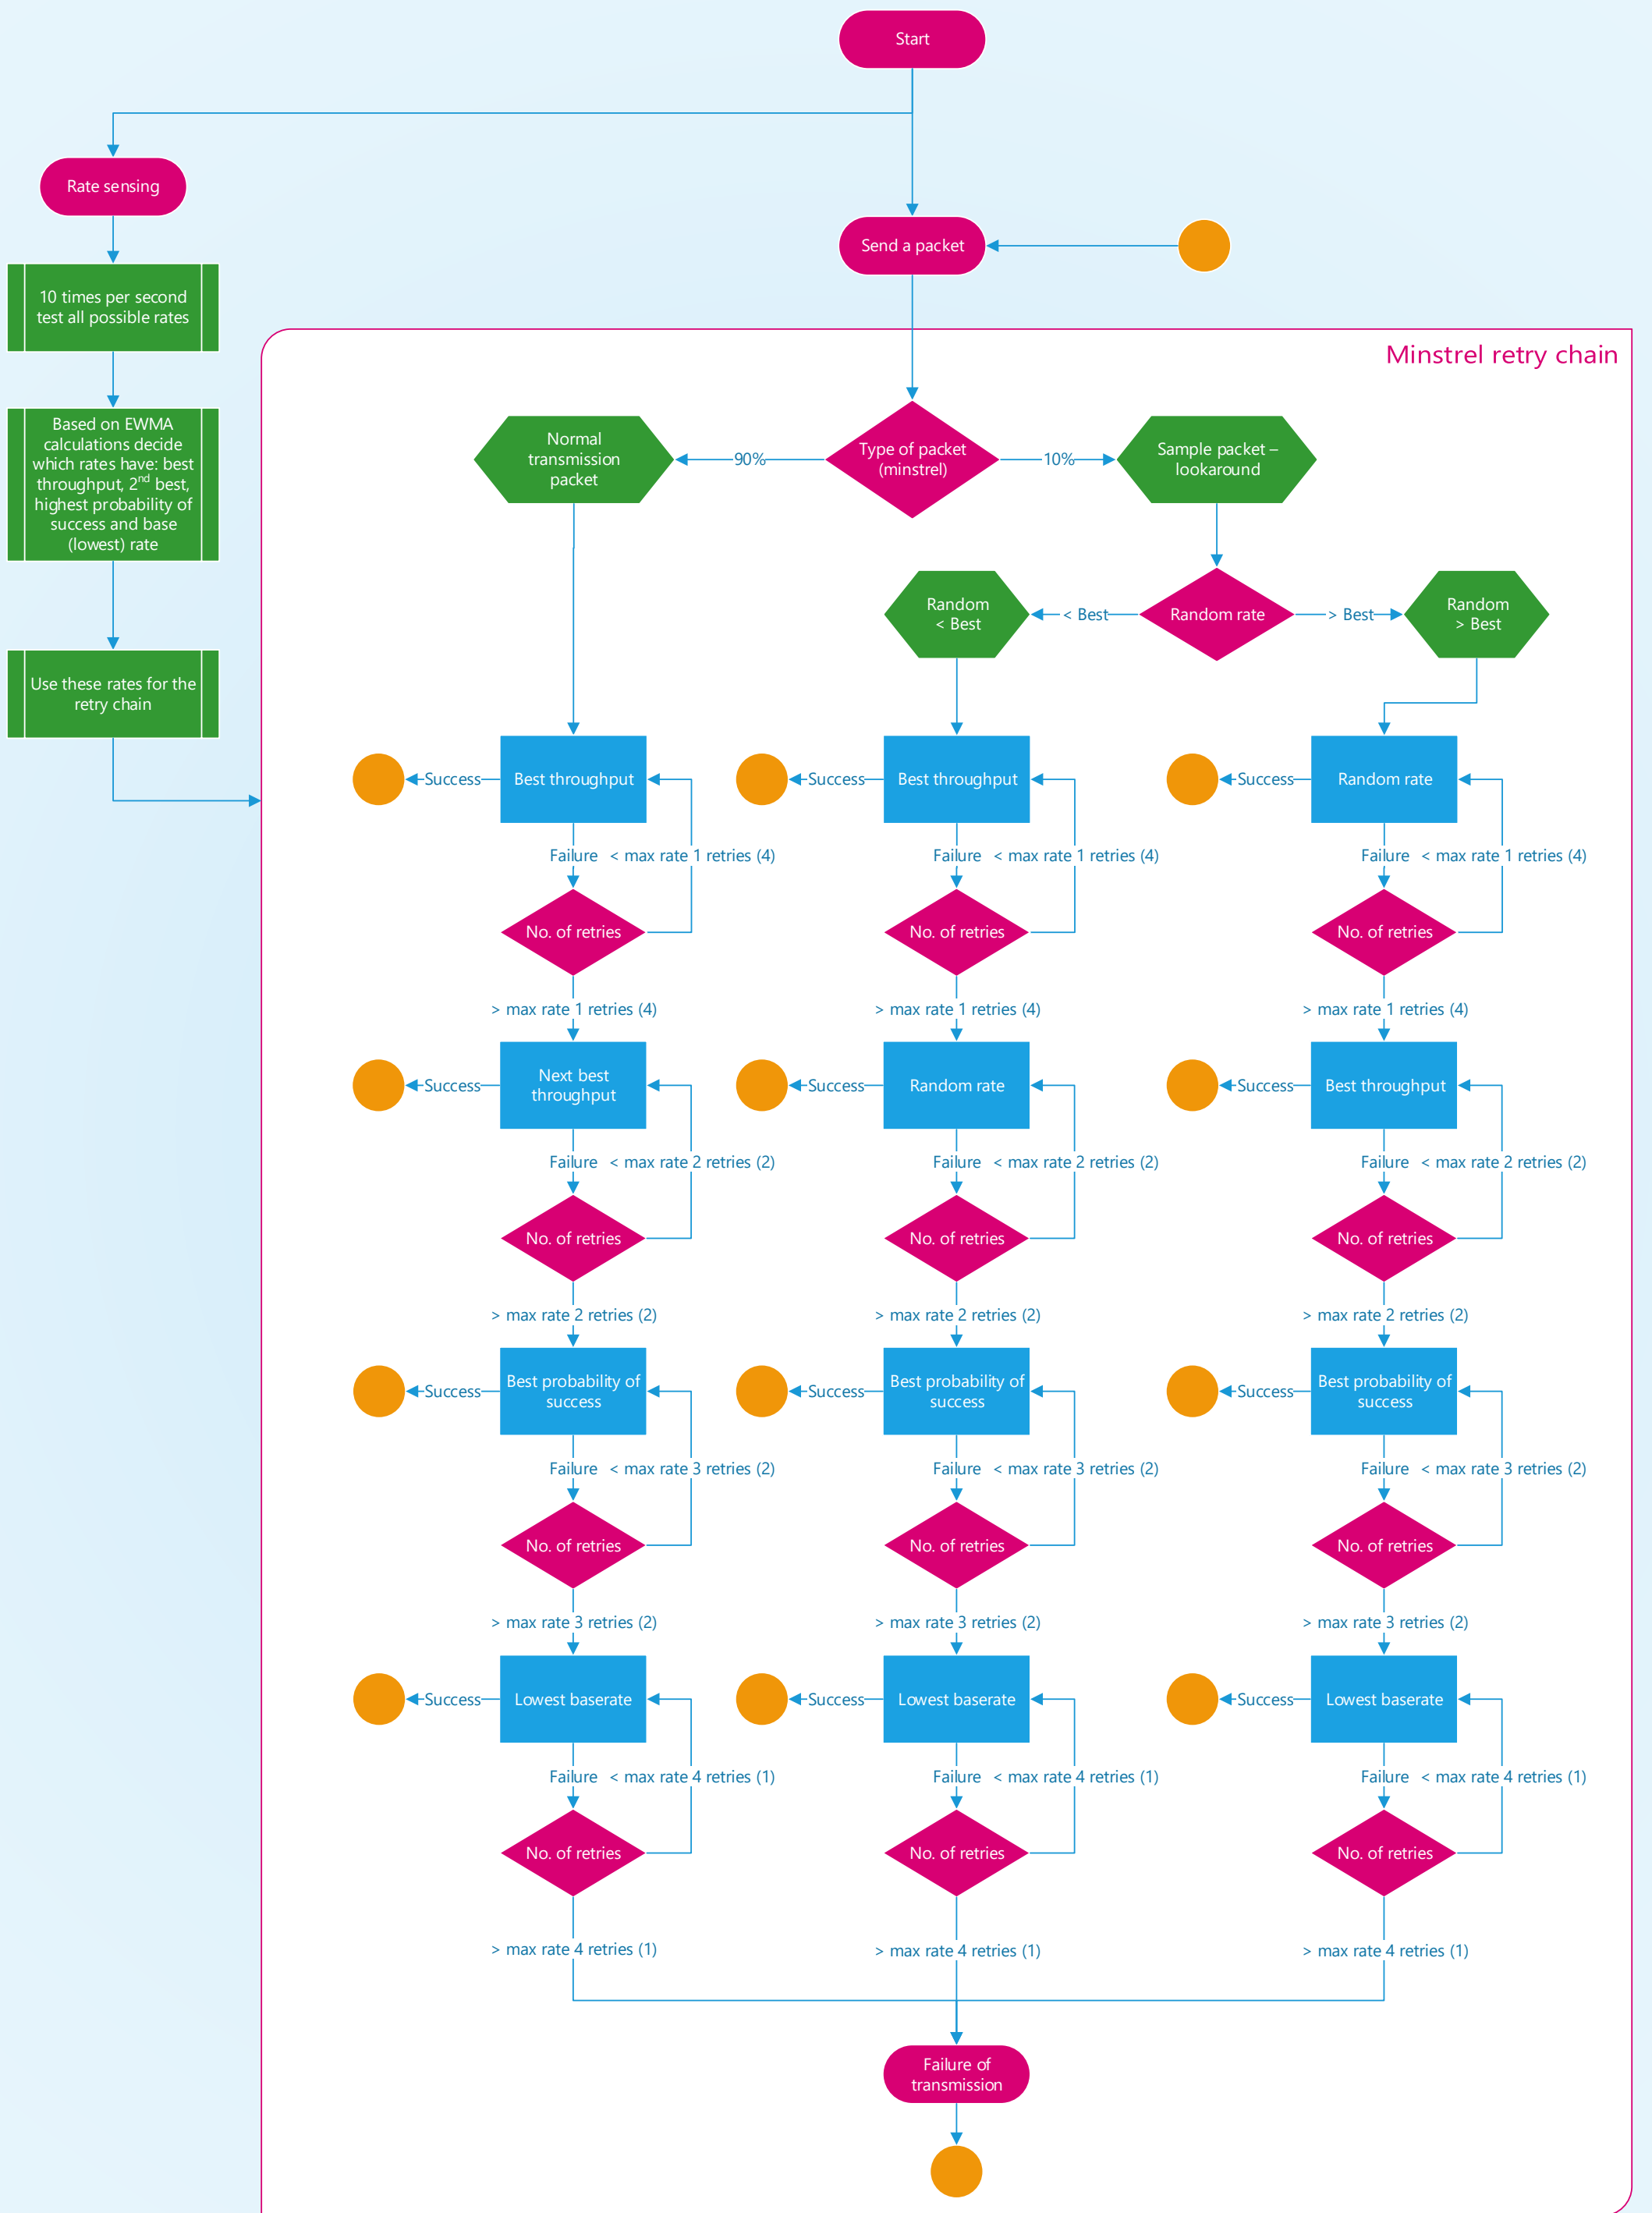 Start
Rate sensing
Send a packet
10 times per second
test all possible rates
Based on EWMA
calculations decide
which rates have: best
throughput, 2nd best,
highest probability of
success and base
(lowest) rate
Use these rates for the
retry chain
Minstrel retry chain
Normal
transmission
packet
90%
Type of packet
(minstrel)
10%
Sample packet –
lookaround
Random
< Best
< Best
Random rate
> Best
Random
> Best
Success
Best throughput
Success
Best throughput
Success
Random rate
Failure
< max rate 1 retries (4)
Failure
< max rate 1 retries (4)
Failure
< max rate 1 retries (4)
No. of retries
No. of retries
No. of retries
> max rate 1 retries (4)
> max rate 1 retries (4)
> max rate 1 retries (4)
Success
Next best
throughput
Success
Random rate
Success
Best throughput
Failure
< max rate 2 retries (2)
Failure
< max rate 2 retries (2)
Failure
< max rate 2 retries (2)
No. of retries
No. of retries
No. of retries
> max rate 2 retries (2)
> max rate 2 retries (2)
> max rate 2 retries (2)
Success
Best probability of
success
Success
Best probability of
success
Success
Best probability of
success
Failure
< max rate 3 retries (2)
Failure
< max rate 3 retries (2)
Failure
< max rate 3 retries (2)
No. of retries
No. of retries
No. of retries
> max rate 3 retries (2)
> max rate 3 retries (2)
> max rate 3 retries (2)
Success
Lowest baserate
Success
Lowest baserate
Success
Lowest baserate
Failure
< max rate 4 retries (1)
Failure
< max rate 4 retries (1)
Failure
< max rate 4 retries (1)
No. of retries
No. of retries
No. of retries
> max rate 4 retries (1)
> max rate 4 retries (1)
> max rate 4 retries (1)
Failure of
transmission